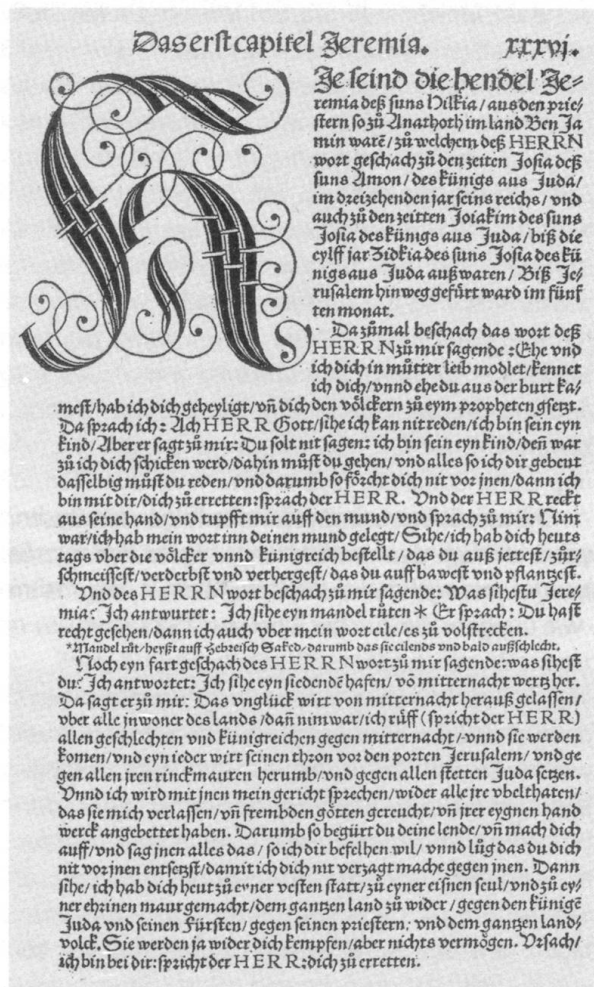 Das erst capitel Jeremia. xxxvi.
DJe seind die hendel Je⸗
remia deß suns Hilkia / aus den prie⸗
stern so zů Anathoth im land Ben Ja
min warẽ / zů welchem deß HERRN
wort geschach zů den zeiten Josia deß
suns Amon / des künigs aus Juda /
im dreizehenden jar seins reichs / vnd
auch zů den zeitten Joiakim des suns
Josia des künigs aus Juda / biß die
eylff jar Zidkia des suns Josia des kü
nigs aus Juda auß waren / Biß Je⸗
rusalem hinweg gefůrt ward im fünf
ten monat.
Da zůmal beschach das wort deß
HERRN zů mir sagende : Ehe vnd
ich dich in můtter leib modlet / kennet
ich dich / vnnd ehe du aus der burt ka⸗
mest / hab ich dich geheyligt / vñ dich den völckern zů eym propheten gsetzt.
Da sprach ich : Ach HERR Gott / sihe ich kan nit reden / ich bin sein eyn
kind / Aber er sagt zů mir : Du solt nit sagen : ich bin sein eyn kind / deñ war
zů ich dich schicken werd / dahin můst du gehen / vnd alles so ich dir gebeut
dasselbig můst du reden / vnd darumb so förcht dich nit vor jnen / dann ich
bin mit dir / dich zů erretten : sprach der HERR. Vnd der HERR reckt
aus seine hand / vnd tupfft mir auff den mund / vnd sprach zů mir : Nim
war / ich hab mein wort inn deinen mund gelegt / Sihe / ich hab dich heuts
tags vber die völcker vnnd künigreich bestellt / das du auß jettest / zůr⸗
schmeissest / verderbst vnd verhergest / das du auff bawest vnd pflantzest.
Vnd des HERRN wort beschach zů mir sagende : Was sihestu Jere⸗
mia? Ich antwurtet : Ich sihe eyn mandel růten * Er sprach : Du hast
recht gesehen / dann ich auch vber mein wort eile / es zů volstrecken.
*Mandel růt / heyßt auff Hebreisch Saked / darumb das sie eilends vnd bald außschlecht.
Noch eyn fart geschach des HERRN wort zů mir sagende : was sihest
du? Ich antwortet : Ich sihe eyn siedendẽ hafen / võ mitternacht wertz her.
Da sagt er zů mir : Das vnglück wirt von mitternacht herauß gelassen /
vber alle jnwoner des lands / dañ nim war / ich růff (spricht der HERR)
allen geschlechten vnd künigreichen gegen mitternacht / vnnd sie werden
komen / vnd eyn ieder wirt seinen thron vor den porten Jerusalem / vnd ge
gen allen jren rinckmauren herumb / vnd gegen allen stetten Juda setzen.
Vnnd ich wird mit jnen mein gericht sprechen / wider alle jre vbelthaten /
das sie mich verlassen / vñ frembden götten gereucht / vñ jrer eygnen hand
werck angebettet haben. Darumb so begürt du deine lende / vñ mach dich
auff / vnd sag jnen alles das / so ich dir befelhen wil / vnnd lůg das du dich
nit vor jnen entsetzst / damit ich dich nit verzagt mache gegen jnen. Dann
sihe / ich hab dich heut zů eyner vesten statt / zů eyner eisnen seul / vnd zů ey⸗
ner ehrinen maur gemacht / dem gantzen land zů wider / gegen den künigẽ
Juda vnd seinen Fürsten / gegen seinen priestern, vnd dem gantzen land⸗
volck, Sie werden ja wider dich kempfen / aber nichts vermögen. Vrsach /
ich bin bei dir : spricht der HERR : dich zů erretten.